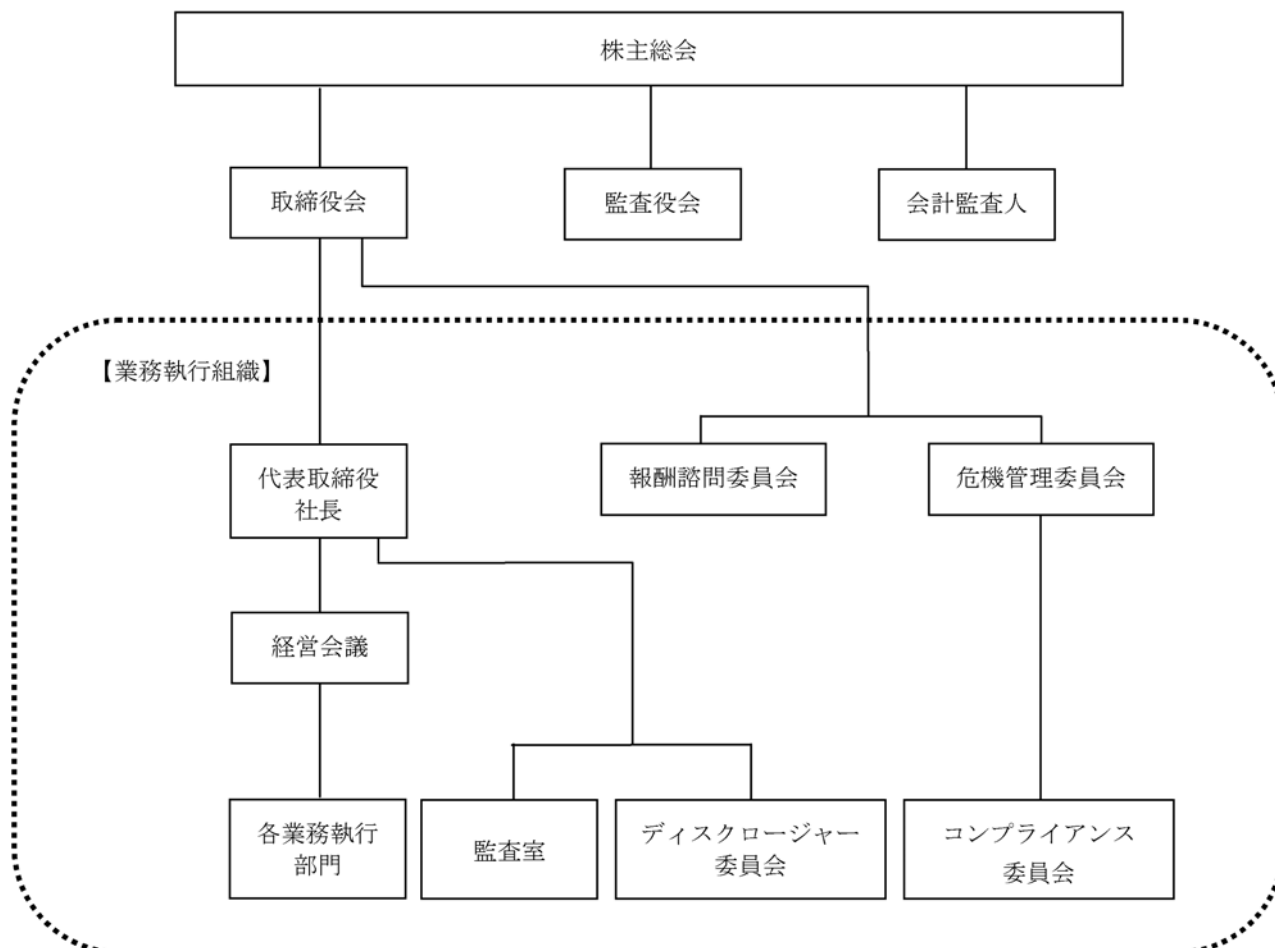 株主総会
取締役会
監査役会
会計監査人
【業務執行組織】
代表取締役
社長
報酬諮問委員会
危機管理委員会
経営会議
各業務執行
部門
監査室
ディスクロージャー
委員会
コンプライアンス
委員会